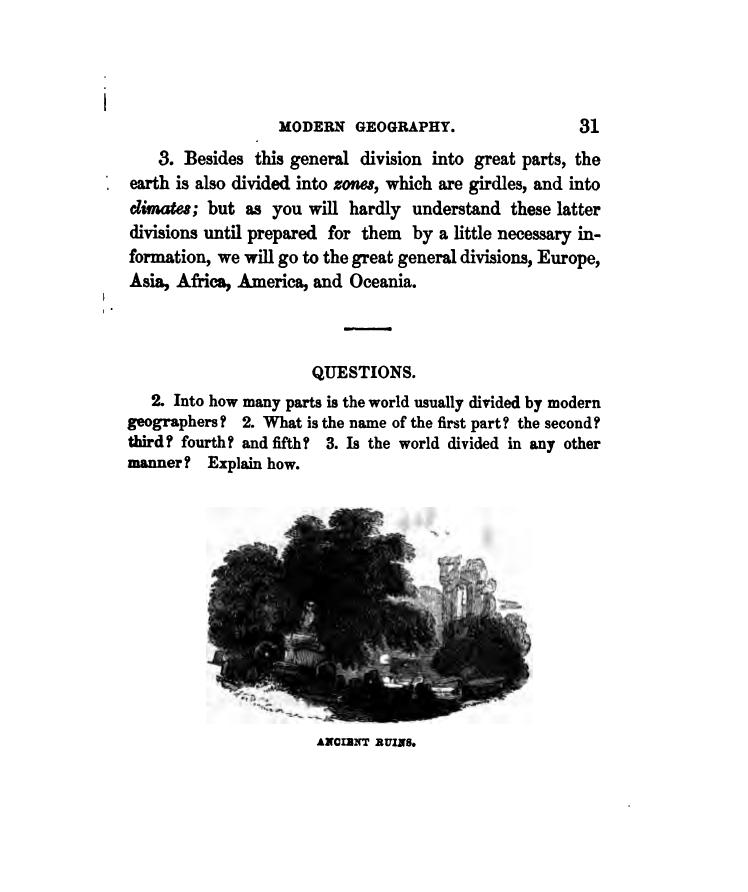 MODERN GEOGRAPHY. 31
3. Besides this general division into great parts, the
earth is also divided into zones, which are girdles, and into
climates; but as you will hardly understand these latter
divisions until prepared for them by a little necessary in-
formation, we will go to the great general divisions, Europe,
Asia, Africa, America, and Oceania.
QUESTIONS.
2. Into how many parts is the world usually divided by modern
geographers? 2. What is the name of the first part? the second?
third? fourth? and fifth? 3. Is the world divided in any other
manner? Explain how.
ANCIENT RUINS.